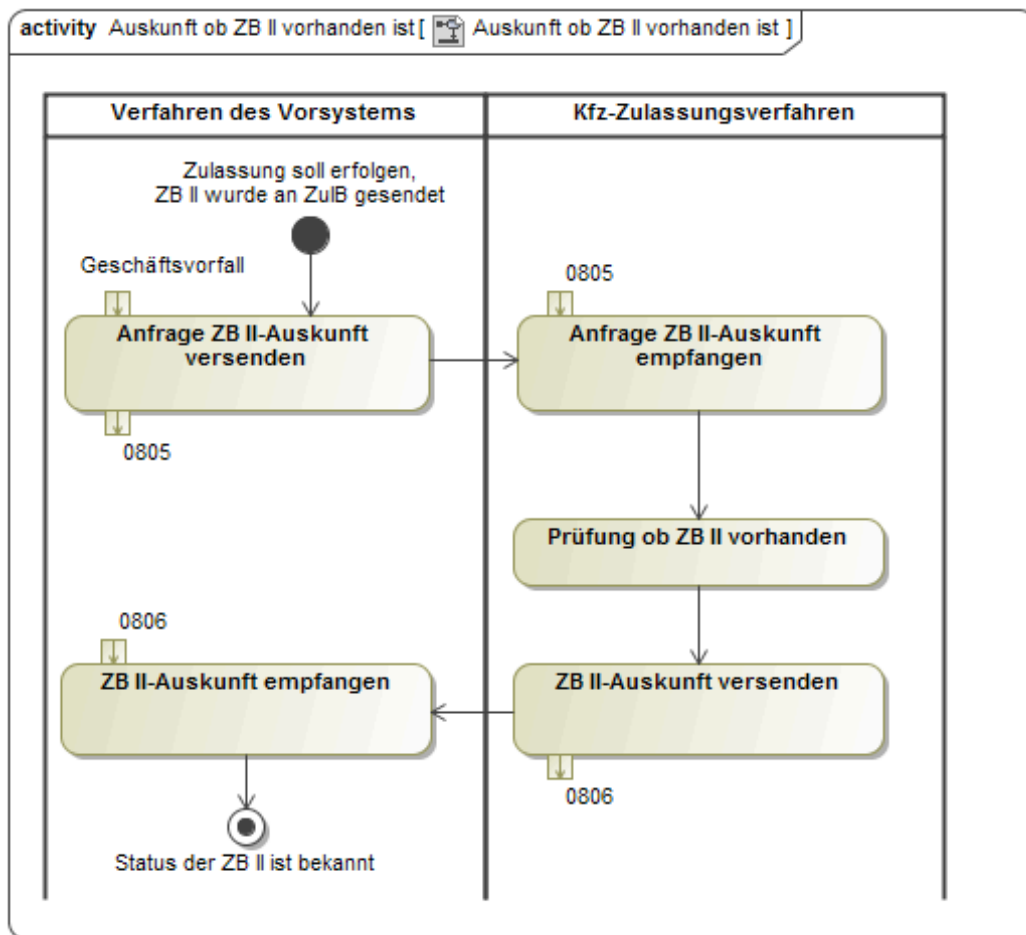 activity Auskunft ob ZB II vorhanden ist [ Auskunft ob ZB II vorhanden ist ]
Verfahren des Vorsystems
Kfz-Zulassungsverfahren
Zulassung soll erfolgen,
ZB II wurde an ZulB gesendet
Geschäftsvorfall
0805
Anfrage ZB II-Auskunft
versenden
Anfrage ZB II-Auskunft
empfangen
0805
Prüfung ob ZB II vorhanden
0806
ZB II-Auskunft empfangen
ZB II-Auskunft versenden
0806
Status der ZB II ist bekannt